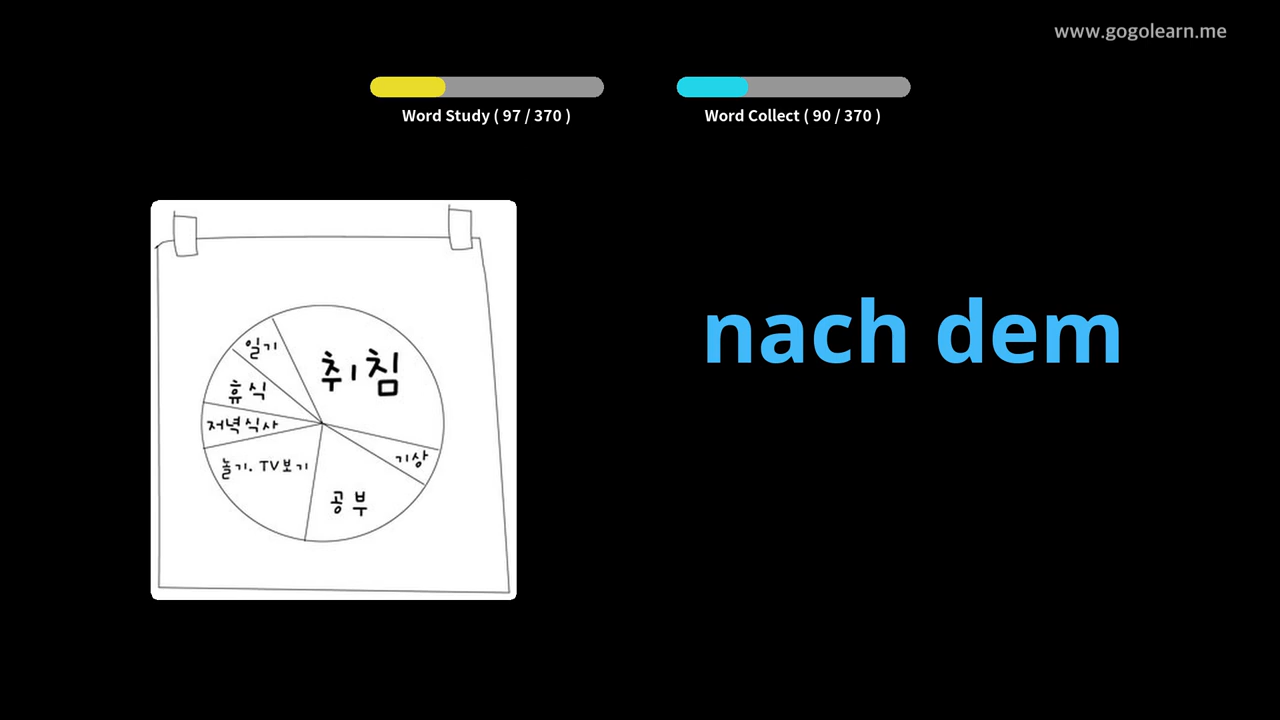 www.gogolearn.me
Word Study ( 97 / 370 )
Word Collect ( 90 / 370 )
일기
취침
휴식
저녁식사
놀기. TV보기
기상
공부
nach dem